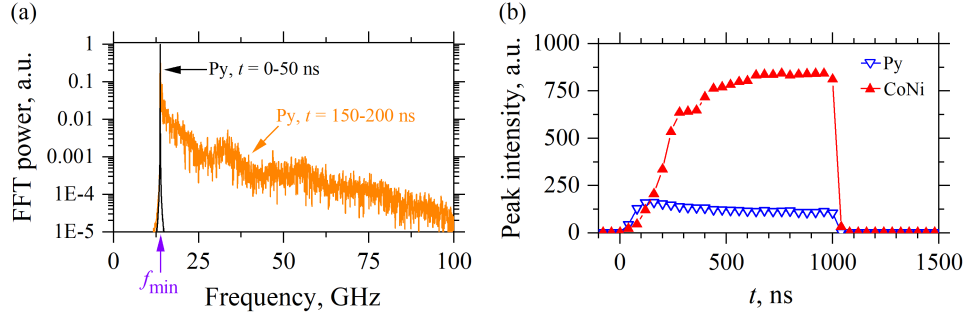 (a)
FFT power, a.u.
1
0.1
0.01
0.001
1E-4
1E-5
Py, t = 0-50 ns
Py, t = 150-200 ns
0
25
50
75
100
fmin
Frequency, GHz
(b)
Peak intensity, a.u.
1000
750
500
250
0
Py
CoNi
0
500
1000
1500
t, ns